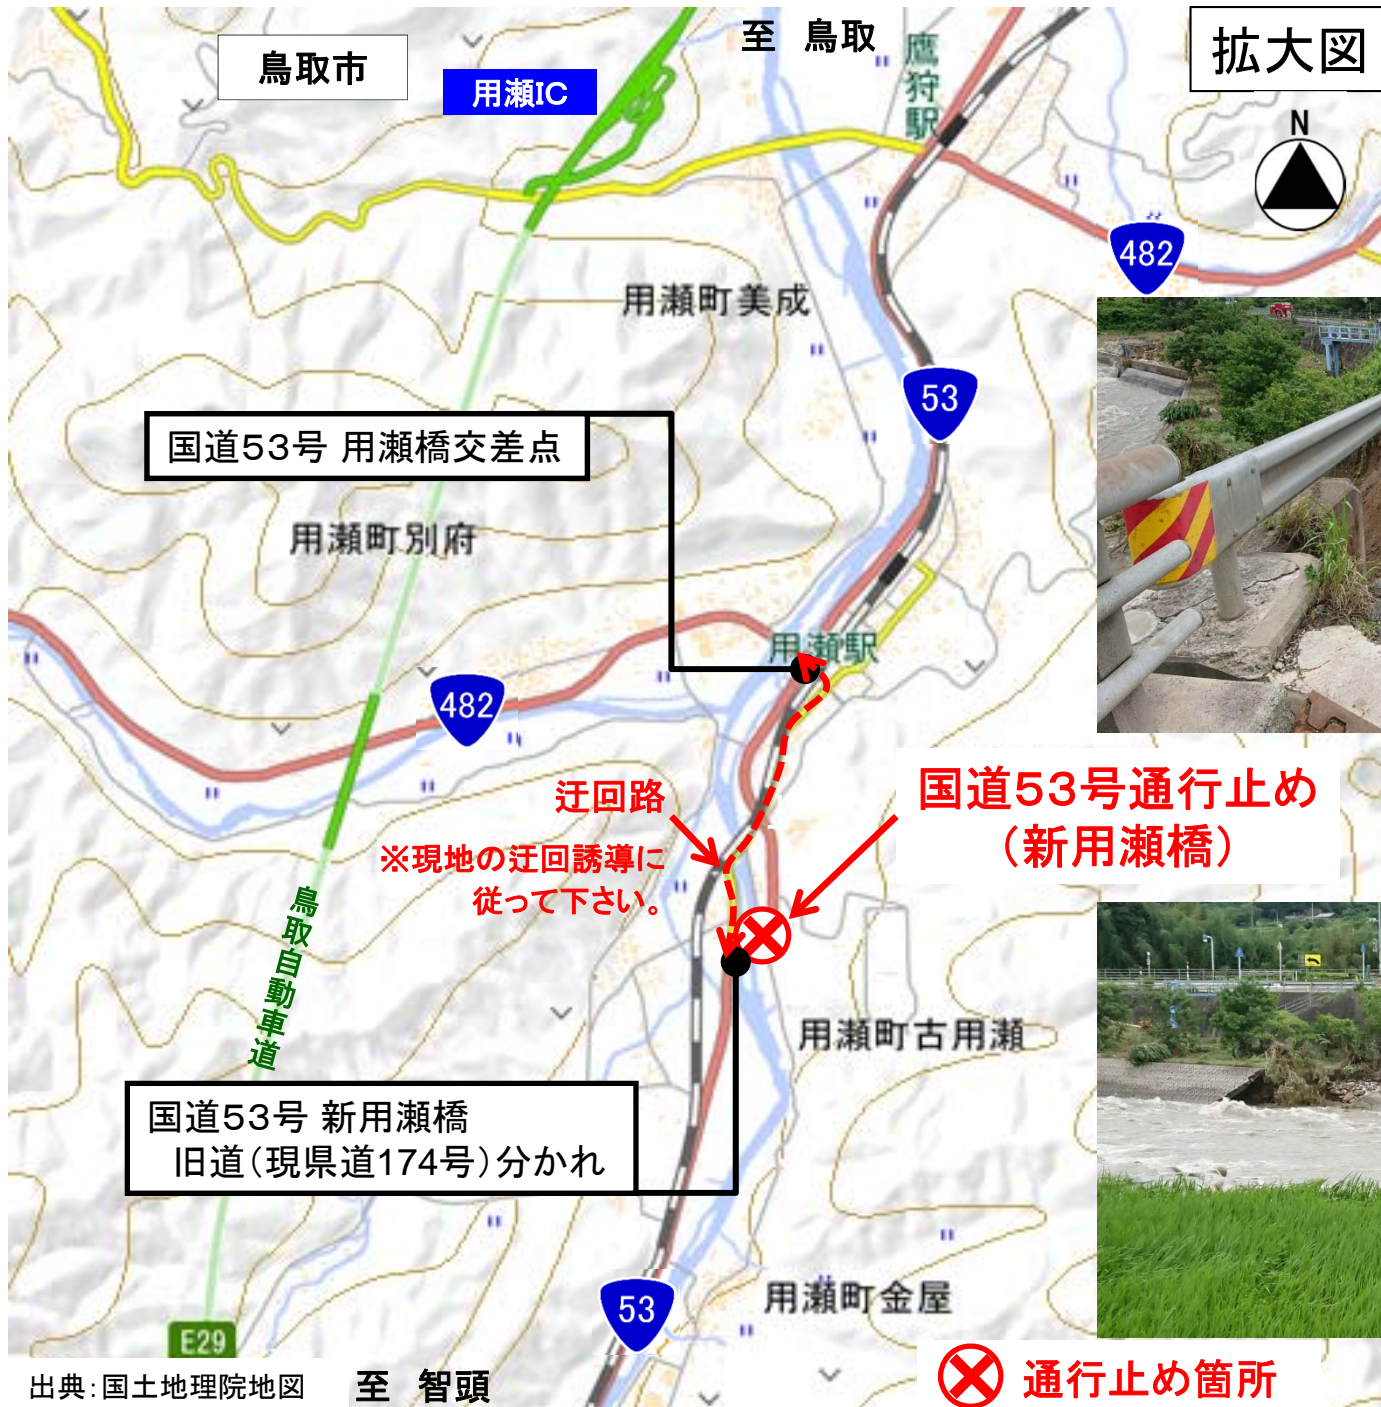 至 鳥取
拡大図
鳥取市
用瀬IC
鷹狩駅
N
482
用瀬町美成
53
国道53号 用瀬橋交差点
用瀬町別府
用瀬駅
482
迂回路
※現地の迂回誘導に
従って下さい。
国道53号通行止め
(新用瀬橋)
鳥取自動車道
用瀬町古用瀬
国道53号 新用瀬橋
旧道(現県道174号)分かれ
用瀬町金屋
53
E29
出典:国土地理院地図
至 智頭
通行止め箇所